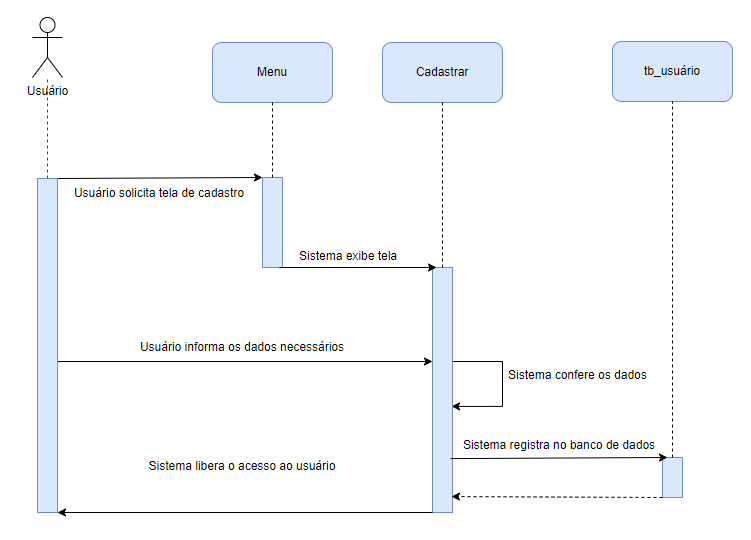 Usuário
Menu
Cadastrar
tb_usuário
Usuário solicita tela de cadastro
Sistema exibe tela
Usuário informa os dados necessários
Sistema confere os dados
Sistema registra no banco de dados
Sistema libera o acesso ao usuário